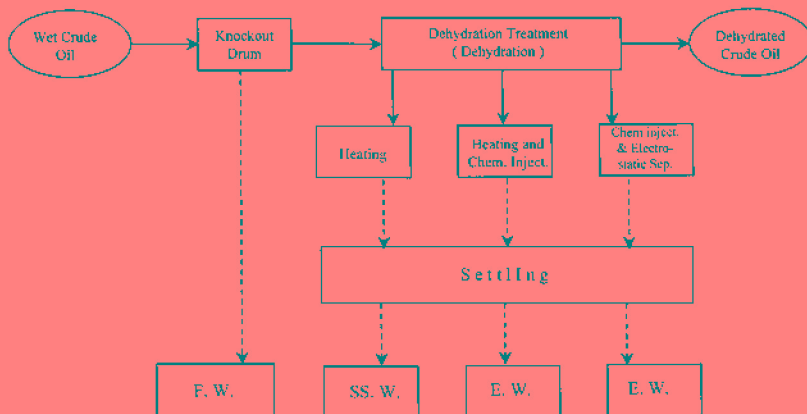 Wet Crude
Oil
Knockout
Drum
Dehydration Treatment
( Dehydration )
Dehydrated
Crude Oil
Heating
Heating and
Chem. Inject.
Chem inject.
& Electro-
static Sep.
SettlIng
F. W.
SS. W.
E. W.
E. W.